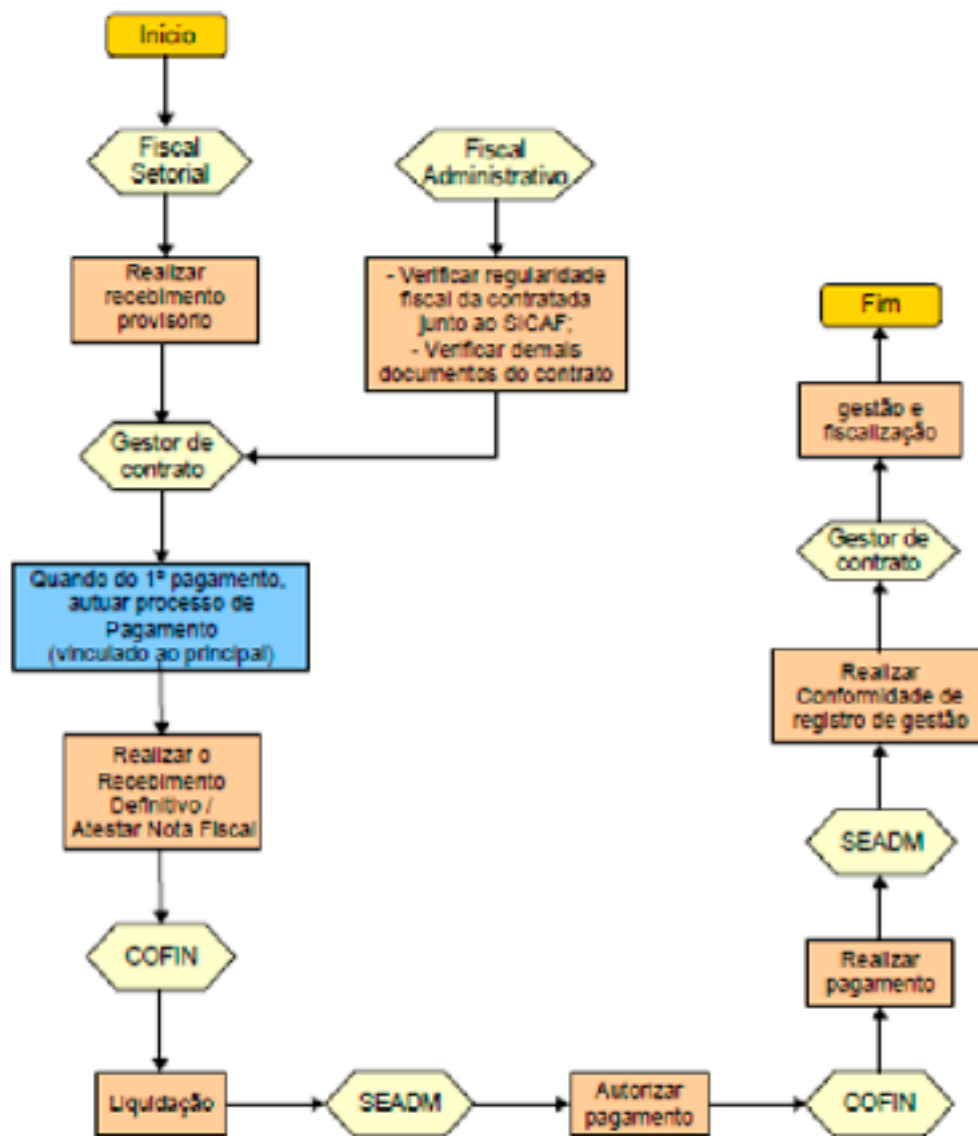 Início
Fiscal
Setorial
Realizar
recebimento
provisório
Fiscal
Administrativo
- Verificar regularidade
fiscal da contratada
junto ao SICAF;
- Verificar demais
documentos do contrato
Gestor de
contrato
Quando do 1º pagamento,
autuar processo de
Pagamento
(vinculado ao principal)
Realizar o
Recebimento
Definitivo /
Atestar Nota Fiscal
COFIN
Liquidação
SEADM
Autorizar
pagamento
COFIN
Realizar
pagamento
SEADM
Realizar
Conformidade de
registro de gestão
Gestor de
contrato
gestão e
fiscalização
Fim